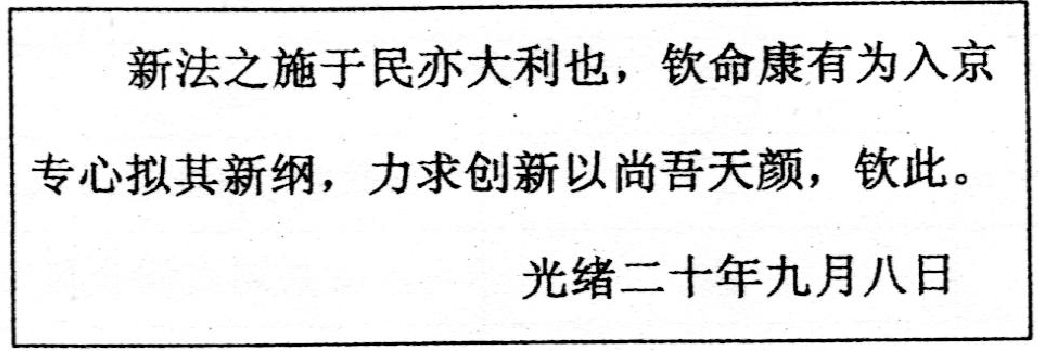 新法之施于民亦大利也，钦命康有为入京
专心拟其新纲，力求创新以尚吾天颜，钦此。
光绪二十年九月八日